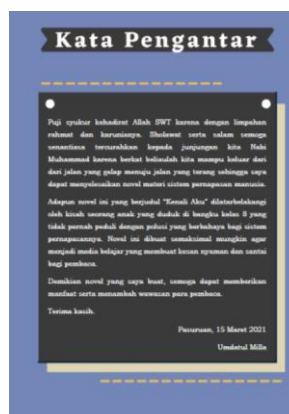 Kata Pengantar
Puji syukur kehadirat Allah SWT karena dengan limpahan
rahmat dan karunianya. Sholawat serta salam semoga
senantiasa tercurahkan kepada junjungan kita Nabi
Muhammad karena berkat beliaulah kita mampu keluar dari
dari jalan yang gelap menuju jalan yang terang sehingga saya
dapat menyelesaikan novel materi sistem pernapasan manusia.
Adapun novel ini yang berjudul "Kenali Aku" dilatarbelakangi
oleh kisah seorang anak yang duduk di bangku kelas 8 yang
tidak pernah peduli dengan polusi yang berbahaya bagi sistem
pernapasannya. Novel ini dibuat semaksimal mungkin agar
menjadi media belajar yang membuat kesan nyaman dan santai
bagi pembaca.
Demikian novel yang saya buat, semoga dapat memberikan
manfaat serta menambah wawasan para pembaca.
Terima kasih.
Pasuruan, 15 Maret 2021
Umdatul Milla